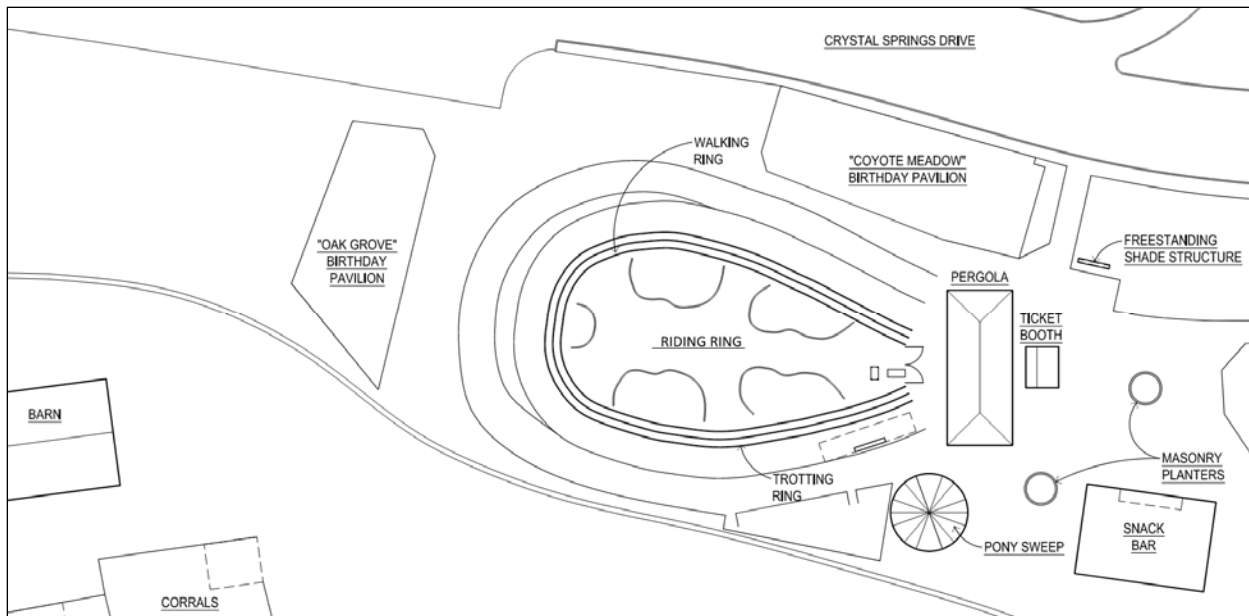 CRYSTAL SPRINGS DRIVE
WALKING
RING
"COYOTE MEADOW"
BIRTHDAY PAVILION
"OAK GROVE"
BIRTHDAY
PAVILION
FREESTANDING
SHADE STRUCTURE
PERGOLA
TICKET
BOOTH
RIDING RING
BARN
MASONRY
PLANTERS
TROTTING
RING
SNACK
BAR
PONY SWEEP
CORRALS